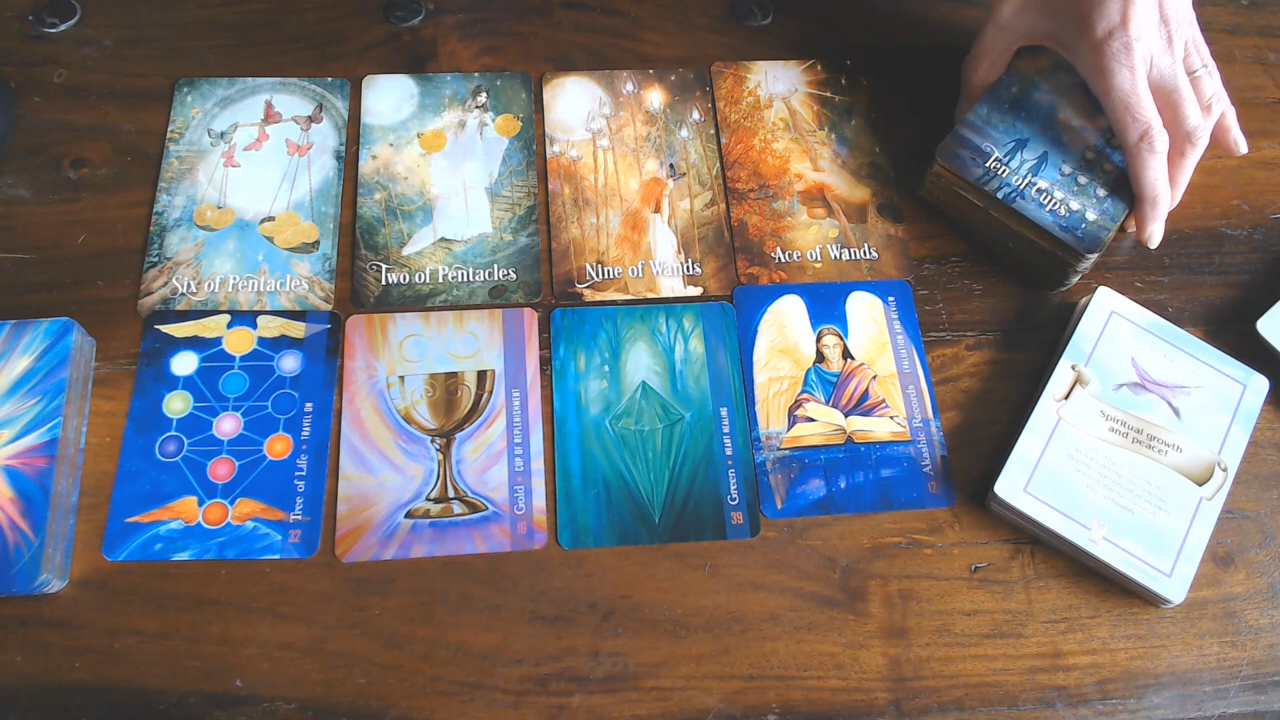 Six of Pentacles
Two of Pentacles
Nine of Wands
Ace of Wands
Ten of Cups
Tree of Life • TRAVEL ON
32
Gold • CUP OF REPLENISHMENT
16
Green • HEART HEALING
39
Akashic Records EVALUATION AND REVIEW
12
Spiritual growth
and peace!